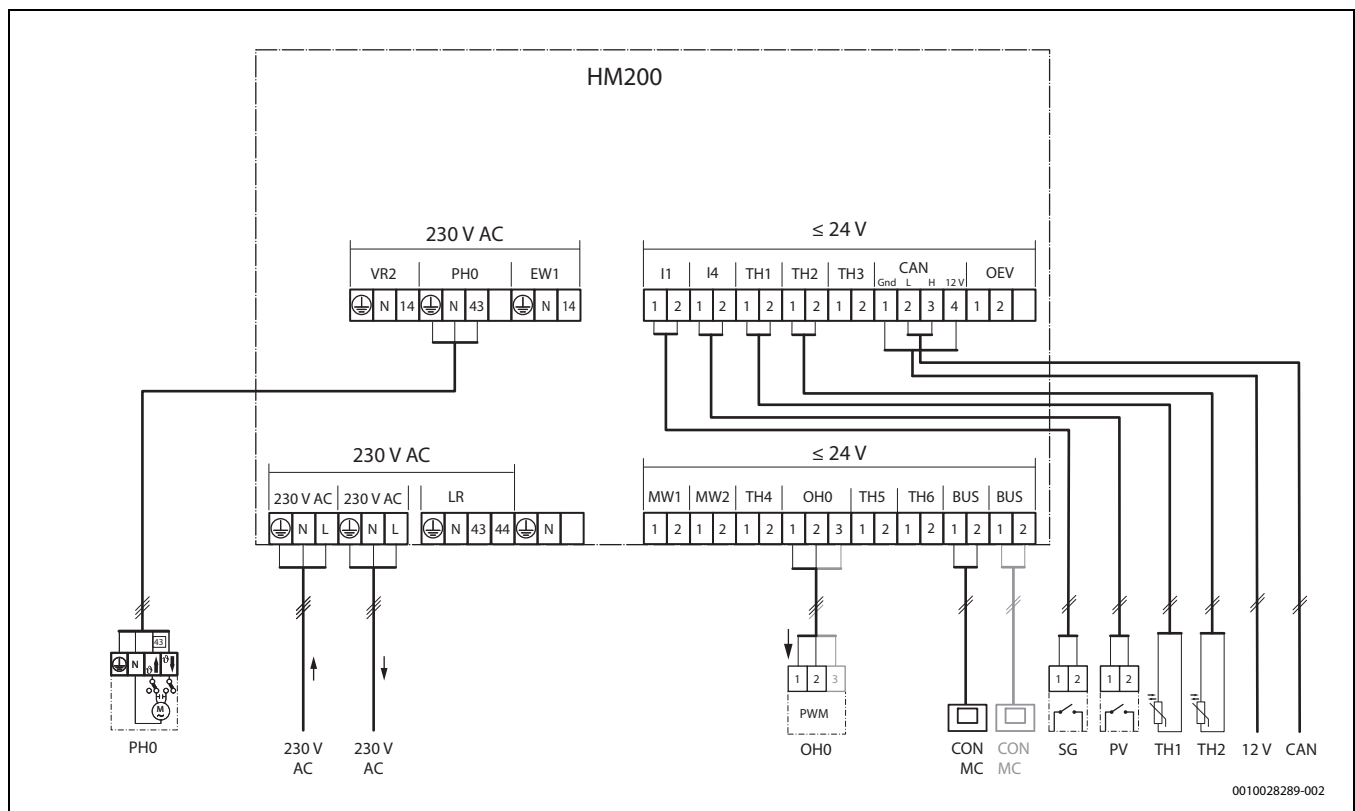 HM200
230 V AC
VR2 PH0 EW1
N 14 N 43 N 14
≤ 24 V
I1 I4 TH1 TH2 TH3 CAN OEV
Gnd L H 12 V
1 2 1 2 1 2 1 2 1 2 1 2 3 4 1 2
230 V AC
230 V AC 230 V AC LR
N L N L N 43 44 N
≤ 24 V
MW1 MW2 TH4 OH0 TH5 TH6 BUS BUS
1 2 1 2 1 2 1 2 3 1 2 1 2 1 2 1 2
43
N ϑ ϑ
M
~
PH0
230 V
AC
230 V
AC
1 2 3
PWM
OH0
CON
MC
CON
MC
1 2
SG
1 2
PV
TH1
TH2
12 V
CAN
0010028289-002